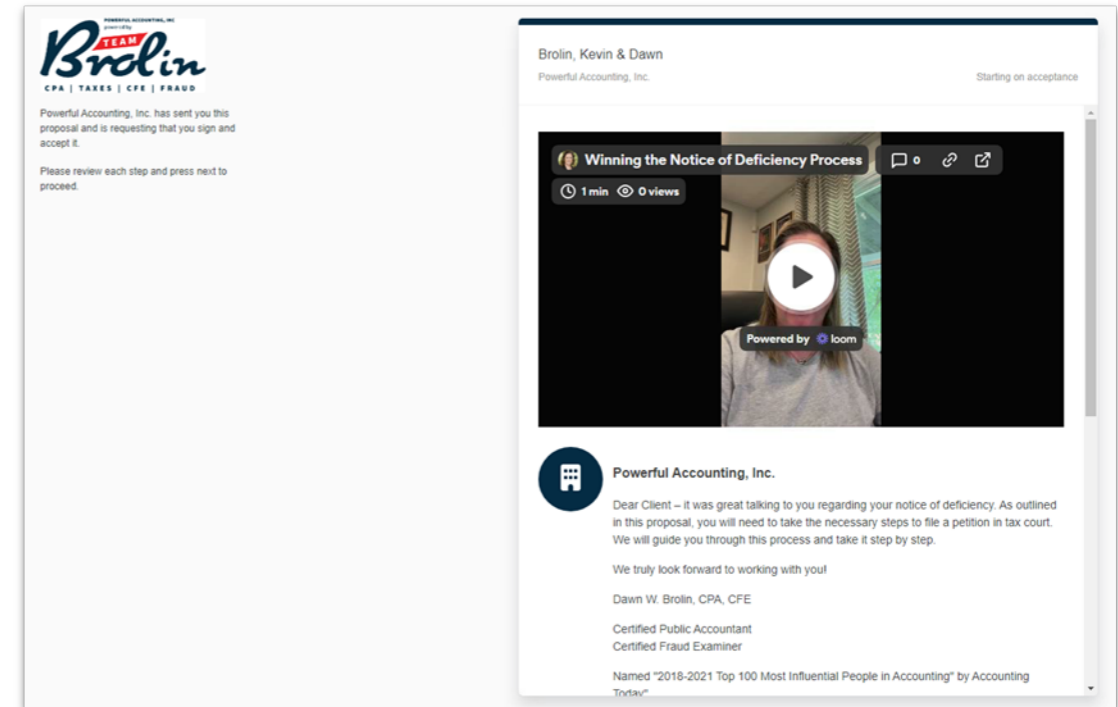 POWERFUL ACCOUNTING, INC
powered by
TEAM
Brolin
CPA | TAXES | CFE | FRAUD
Powerful Accounting, Inc. has sent you this
proposal and is requesting that you sign and
accept it.
Please review each step and press next to
proceed.
Brolin, Kevin & Dawn
Powerful Accounting, Inc.
Starting on acceptance
Winning the Notice of Deficiency Process
0
1 min
0 views
Powered by loom
Powerful Accounting, Inc.
Dear Client – it was great talking to you regarding your notice of deficiency. As outlined
in this proposal, you will need to take the necessary steps to file a petition in tax court.
We will guide you through this process and take it step by step.
We truly look forward to working with you!
Dawn W. Brolin, CPA, CFE
Certified Public Accountant
Certified Fraud Examiner
Named "2018-2021 Top 100 Most Influential People in Accounting" by Accounting
Today"